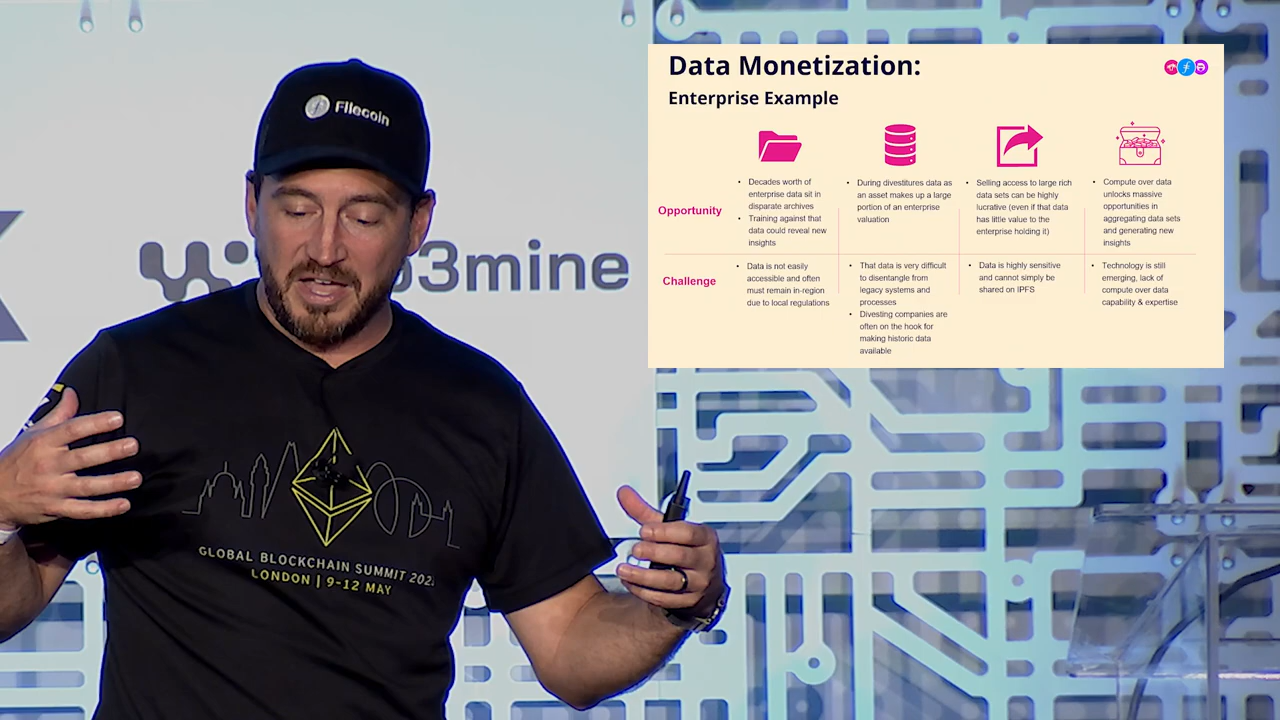 Filecoin
3mine
GLOBAL BLOCKCHAIN SUMMIT
LONDON | 9-12 MAY
Data Monetization:
Enterprise Example
Opportunity
• Decades worth of
enterprise data sit in
disparate archives
• Training against that
data could reveal new
insights
• During divestitures data as
an asset makes up a large
portion of an enterprise
valuation
• Selling access to large rich
data sets can be highly
lucrative (even if that data
has little value to the
enterprise holding it)
• Compute over data
unlocks massive
opportunities in
aggregating data sets
and generating new
insights
Challenge
• Data is not easily
accessible and often
must remain in-region
due to local regulations
• That data is very difficult
to disentangle from
legacy systems and
processes
• Divesting companies are
often on the hook for
making historic data
available
• Data is highly sensitive
and cannot simply be
shared on IPFS
• Technology is still
emerging, lack of
compute over data
capability & expertise